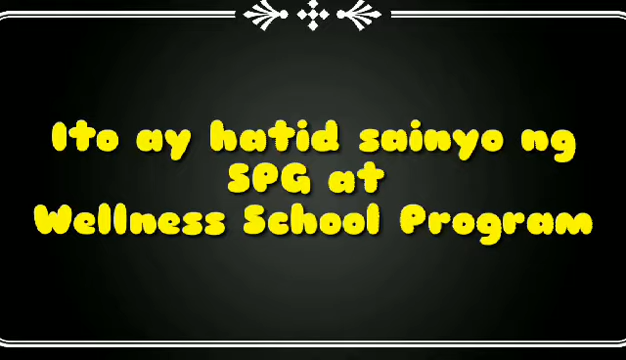 Ito ay hatid sainyo ng
SPG at
Wellness School Program